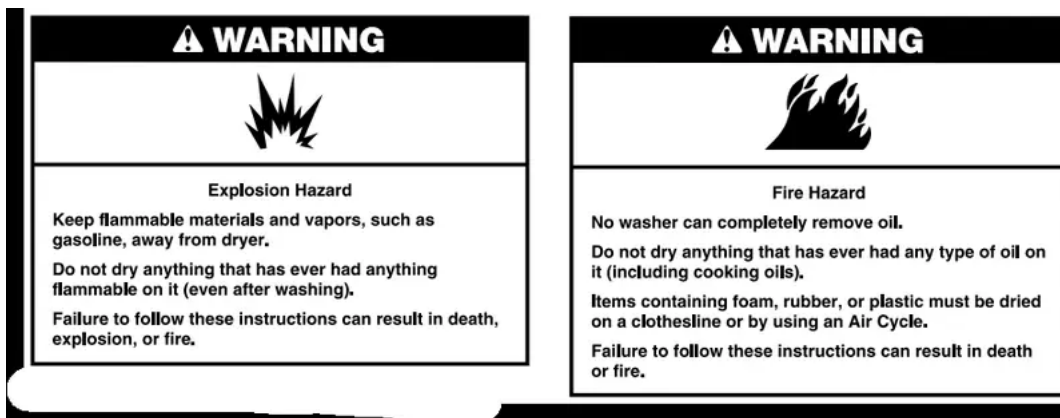 WARNING
Explosion Hazard
Keep flammable materials and vapors, such as
gasoline, away from dryer.
Do not dry anything that has ever had anything
flammable on it (even after washing).
Failure to follow these instructions can result in death,
explosion, or fire.
WARNING
Fire Hazard
No washer can completely remove oil.
Do not dry anything that has ever had any type of oil on
it (including cooking oils).
Items containing foam, rubber, or plastic must be dried
on a clothesline or by using an Air Cycle.
Failure to follow these instructions can result in death
or fire.